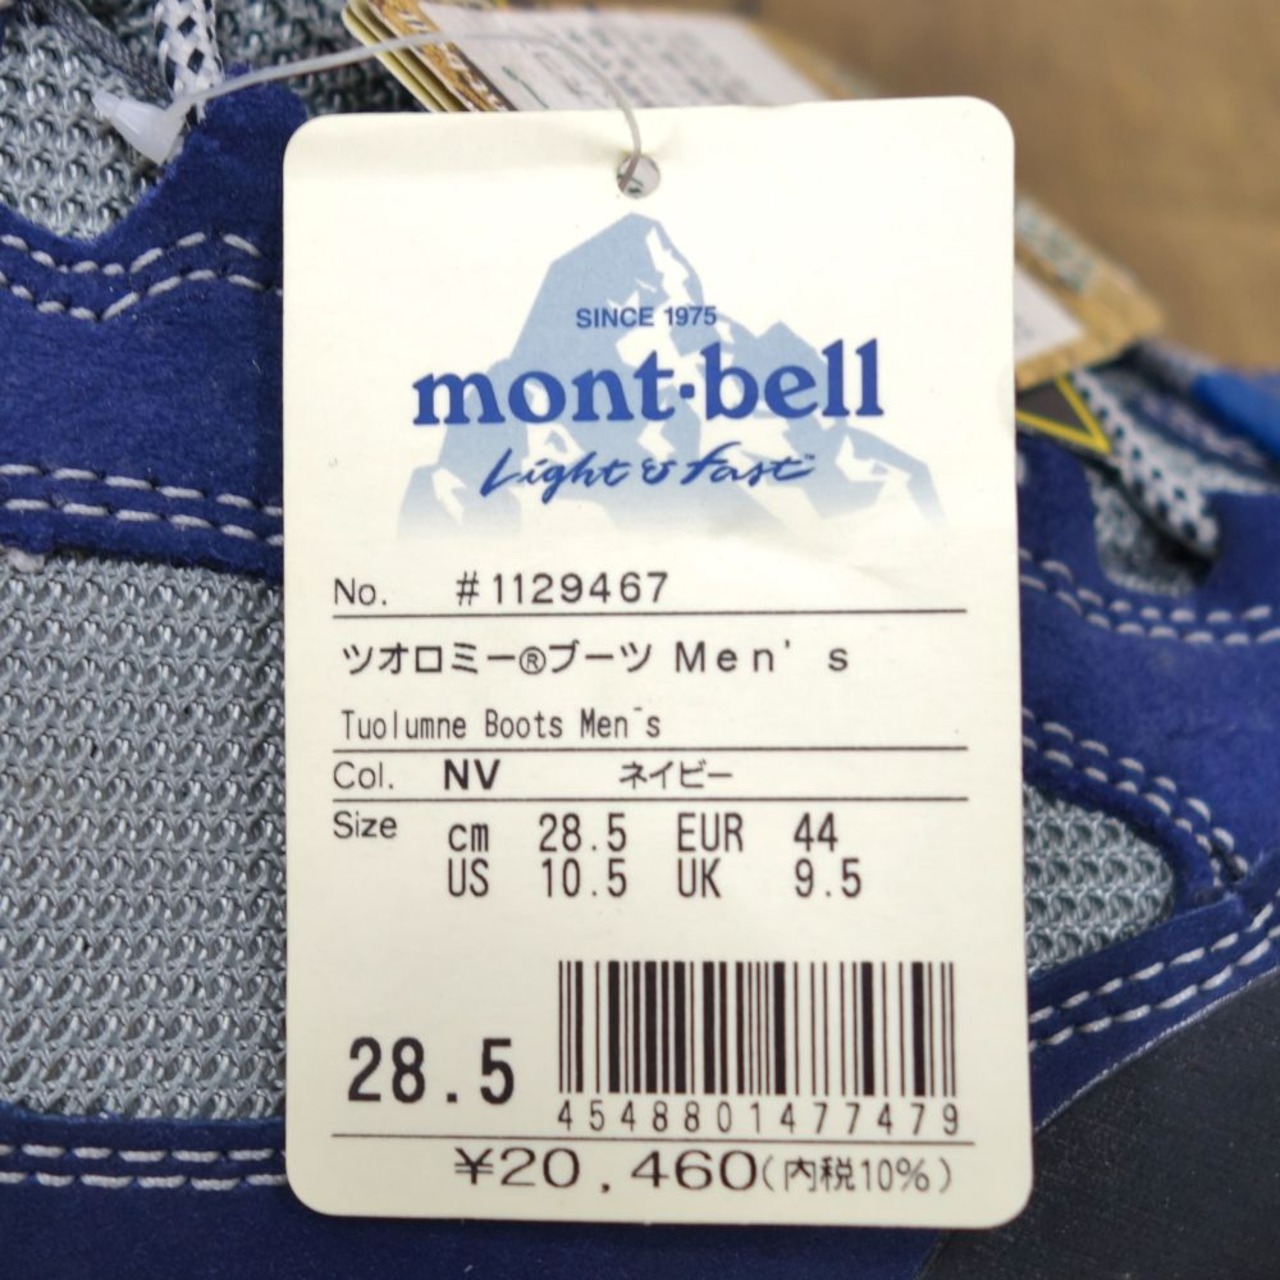 SINCE 1975
mont-bell
Light & Fast™
No. #1129467
ツオロミー®ブーツ Men's
Tuolumne Boots Men¯s
Col. NV ネイビー
Size cm 28.5 EUR 44
US 10.5 UK 9.5
28.5
4548801477479
¥20,460(内税10%)